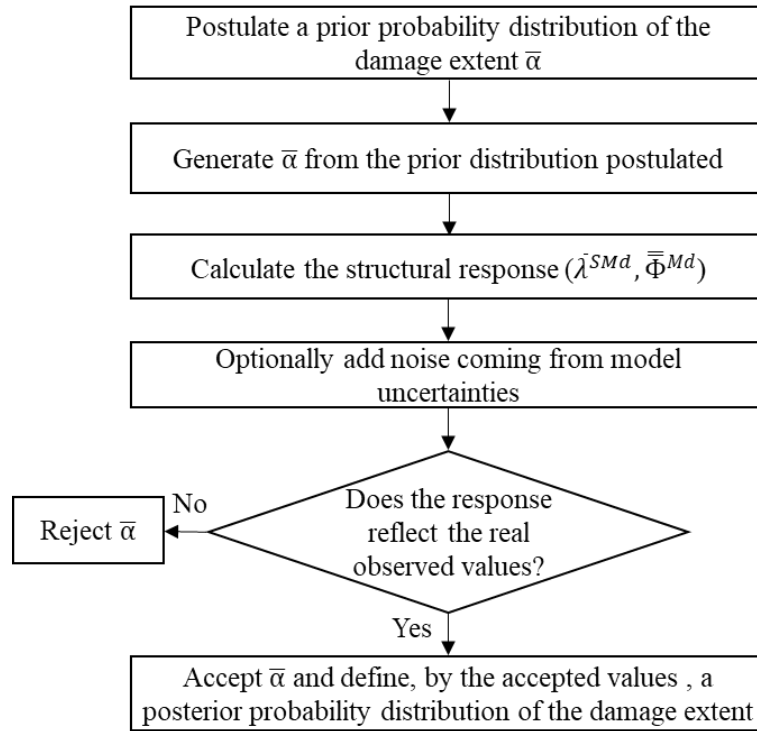 Postulate a prior probability distribution of the
damage extent α̅
Generate α̅ from the prior distribution postulated
Calculate the structural response (λ̄^{SMd}, Φ̿^{Md})
Optionally add noise coming from model
uncertainties
Does the response
reflect the real
observed values?
No
Reject α̅
Yes
Accept α̅ and define, by the accepted values , a
posterior probability distribution of the damage extent